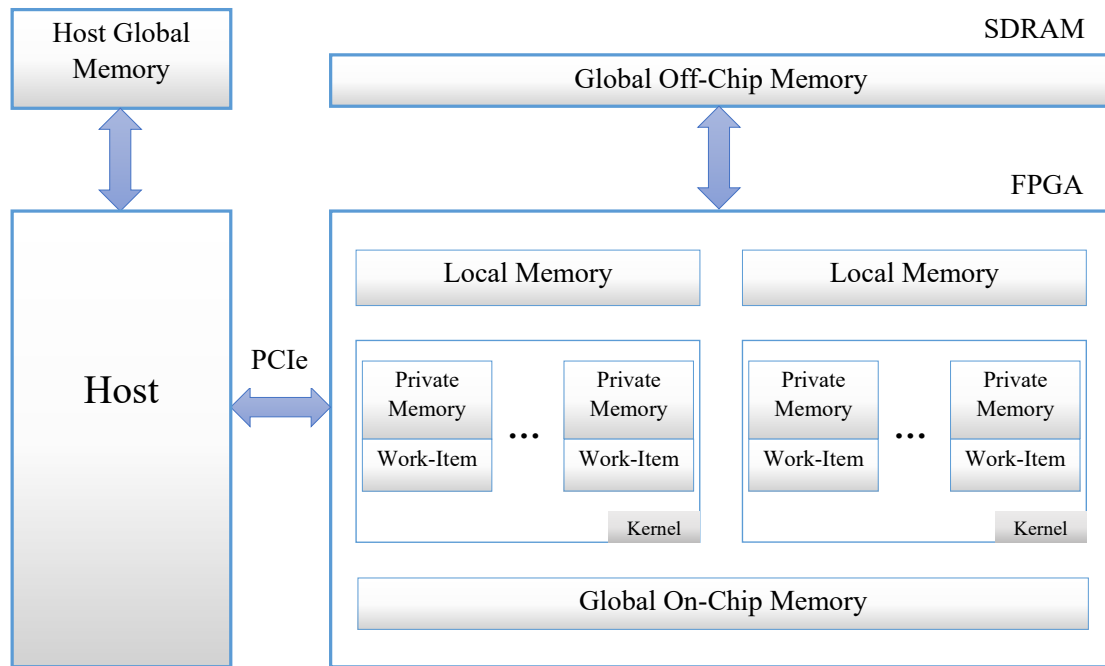 Host Global
Memory
SDRAM
Global Off-Chip Memory
FPGA
Host
PCIe
Local Memory
Local Memory
Private
Memory
Work-Item
...
Private
Memory
Work-Item
Kernel
Private
Memory
Work-Item
...
Private
Memory
Work-Item
Kernel
Global On-Chip Memory